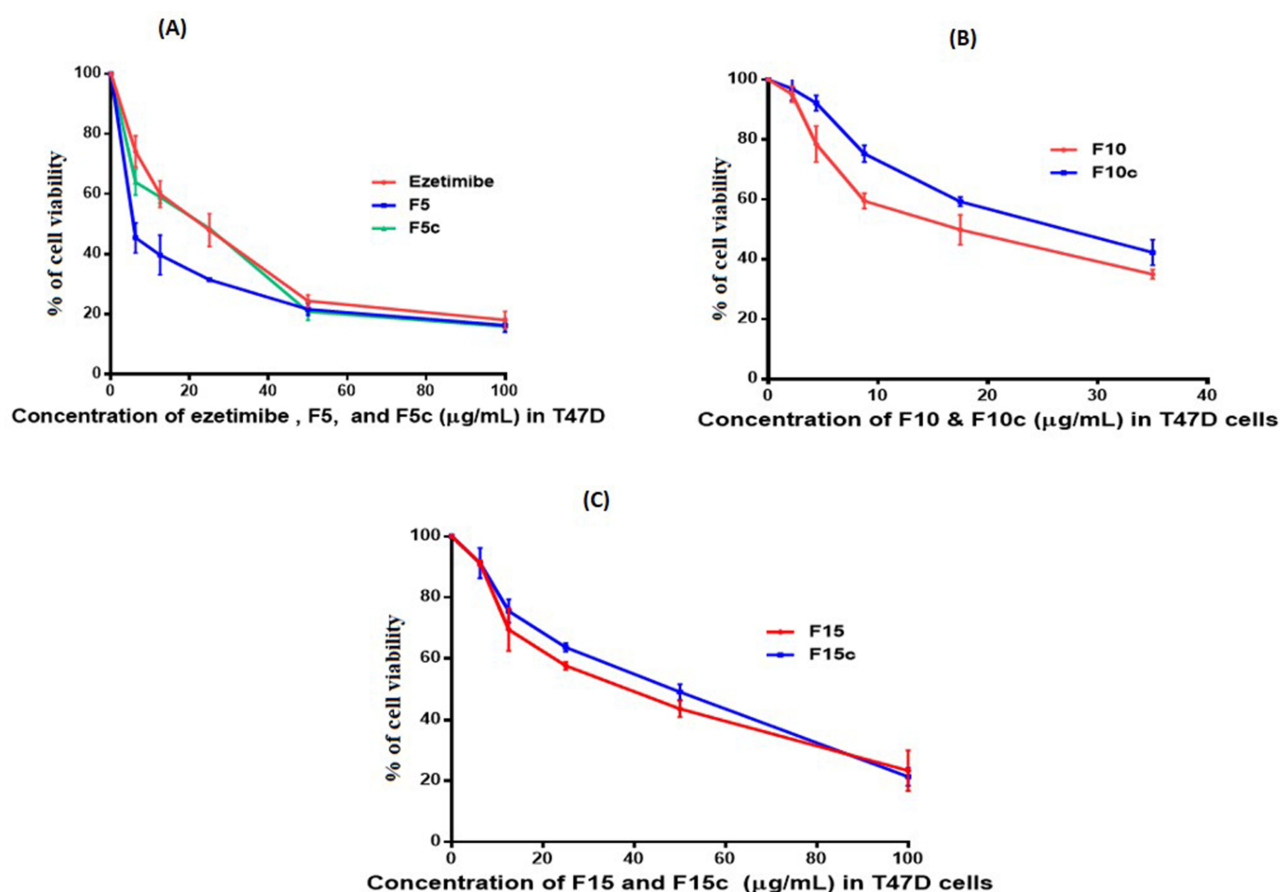 (A)
100
80
60
40
20
0
% of cell viability
Ezetimibe
F5
F5c
0 20 40 60 80 100
Concentration of ezetimibe , F5, and F5c (μg/mL) in T47D
(B)
100
80
60
40
20
0
% of cell viability
F10
F10c
0 10 20 30 40
Concentration of F10 & F10c (μg/mL) in T47D cells
(C)
100
80
60
40
20
0
% of cell viability
F15
F15c
0 20 40 60 80 100
Concentration of F15 and F15c (μg/mL) in T47D cells